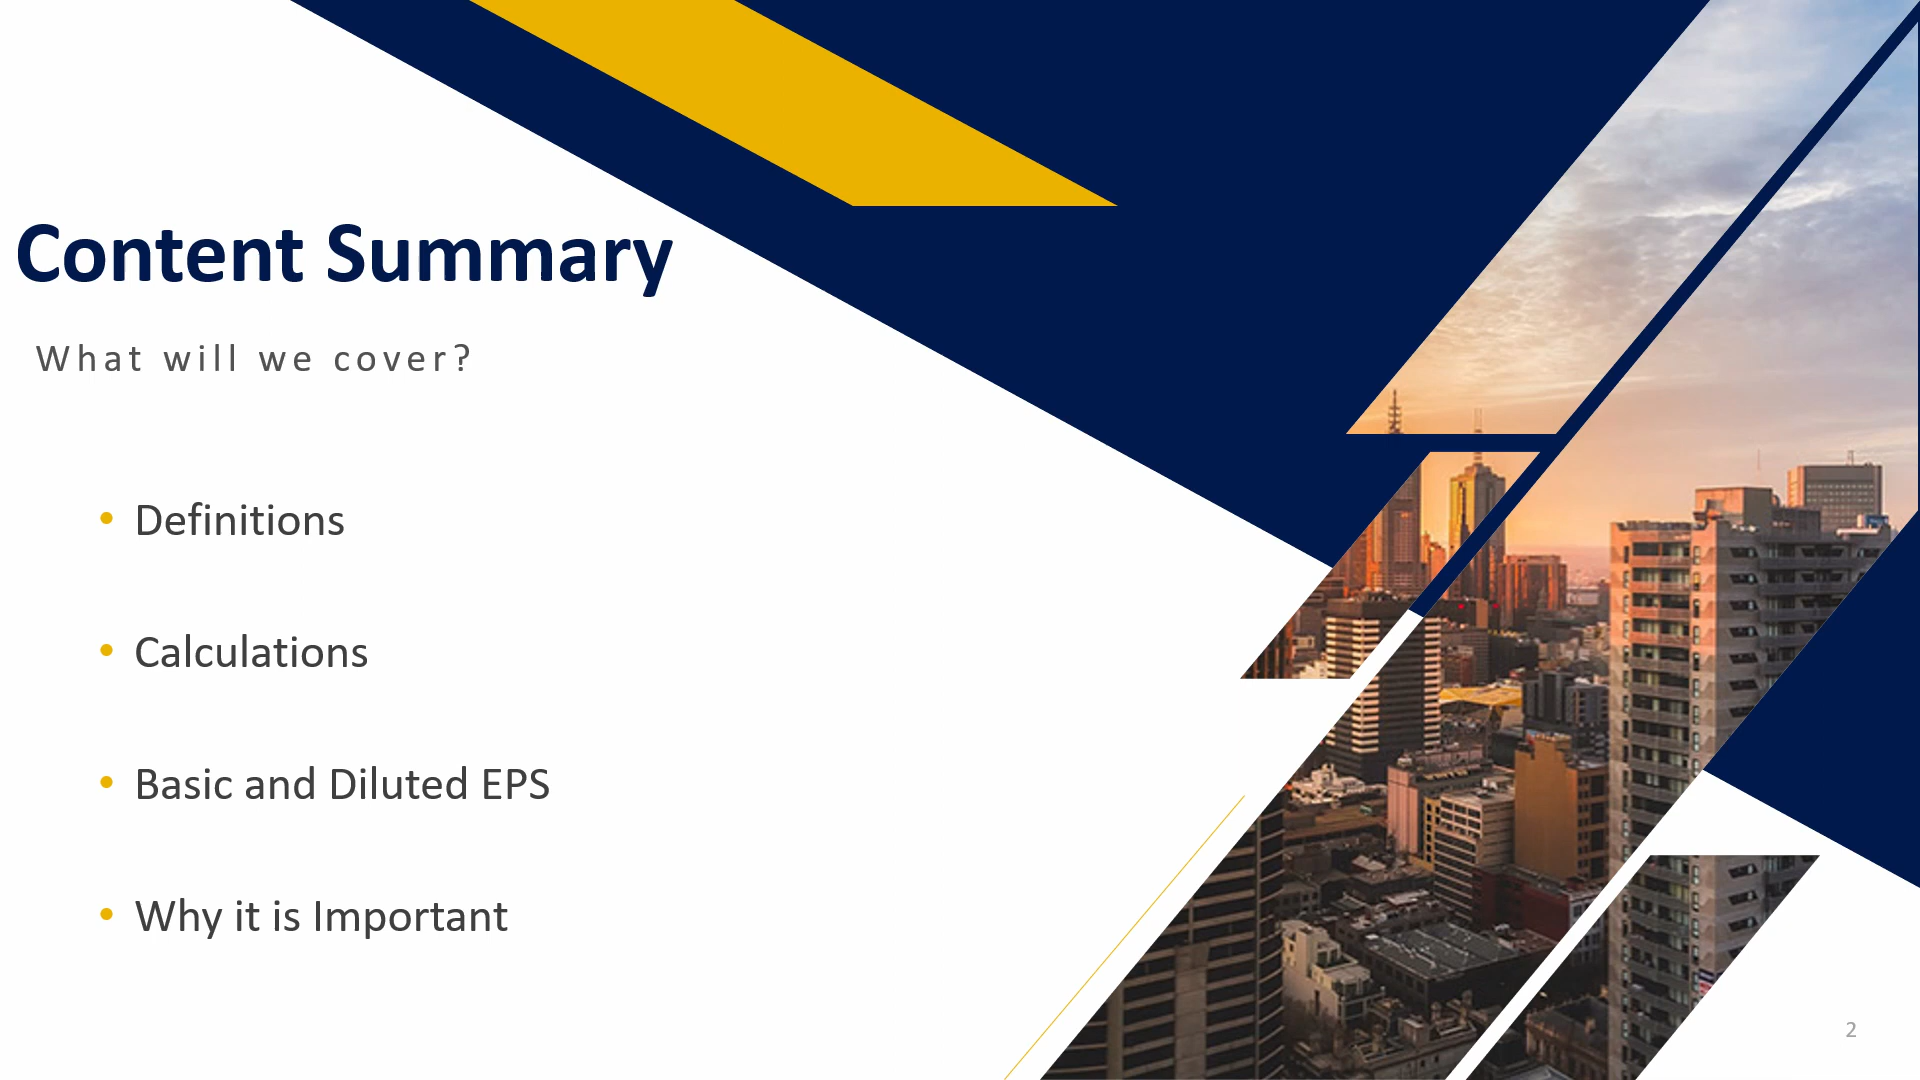 Content Summary
What will we cover?
• Definitions
• Calculations
• Basic and Diluted EPS
• Why it is Important
2